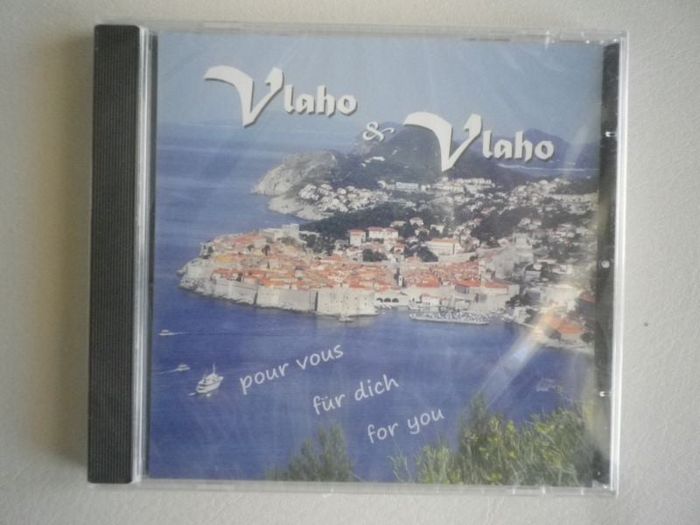 Vlaho
&
Vlaho
pour vous
für dich
for you